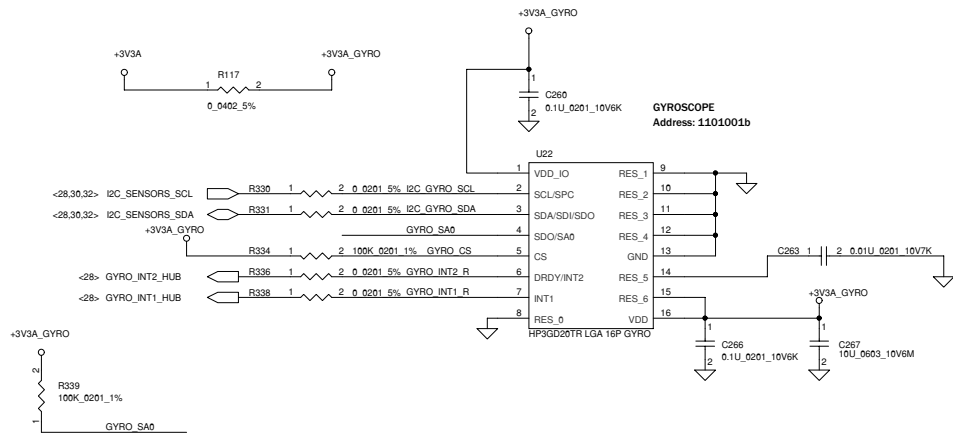 +3V3A_GYRO
+3V3A
+3V3A_GYRO
R117
1 2
0_0402_5%
1
C260
0.1U_0201_10V6K
2
GYROSCOPE
Address: 1101001b
U22
1 VDD_IO RES_1 9
<28,30,32> I2C_SENSORS_SCL R330 1 2 0_0201_5% I2C_GYRO_SCL 2 SCL/SPC RES_2 10
<28,30,32> I2C_SENSORS_SDA R331 1 2 0_0201_5% I2C_GYRO_SDA 3 SDA/SDI/SDO RES_3 11
+3V3A_GYRO
GYRO_SA0 4 SDO/SA0 RES_4 12
R334 1 2 100K_0201_1% GYRO_CS 5 CS GND 13
C263 1 2 0.01U_0201_10V7K
<28> GYRO_INT2_HUB R336 1 2 0_0201_5% GYRO_INT2_R 6 DRDY/INT2 RES_5 14
<28> GYRO_INT1_HUB R338 1 2 0_0201_5% GYRO_INT1_R 7 INT1 RES_6 15
+3V3A_GYRO
8 RES_0 VDD 16
HP3GD20TR LGA 16P GYRO
1
C266
0.1U_0201_10V6K
2
1
C267
10U_0603_10V6M
2
+3V3A_GYRO
2
R339
100K_0201_1%
1
GYRO_SA0